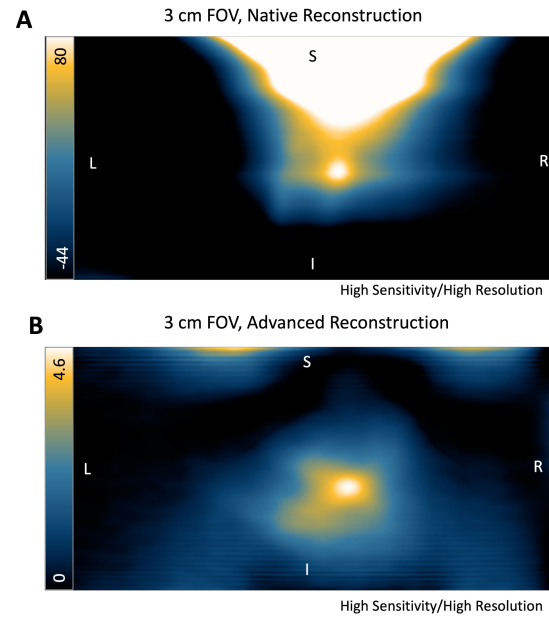 A
3 cm FOV, Native Reconstruction
80
S
L
R
-44
I
High Sensitivity/High Resolution
B
3 cm FOV, Advanced Reconstruction
4.6
S
L
R
0
I
High Sensitivity/High Resolution